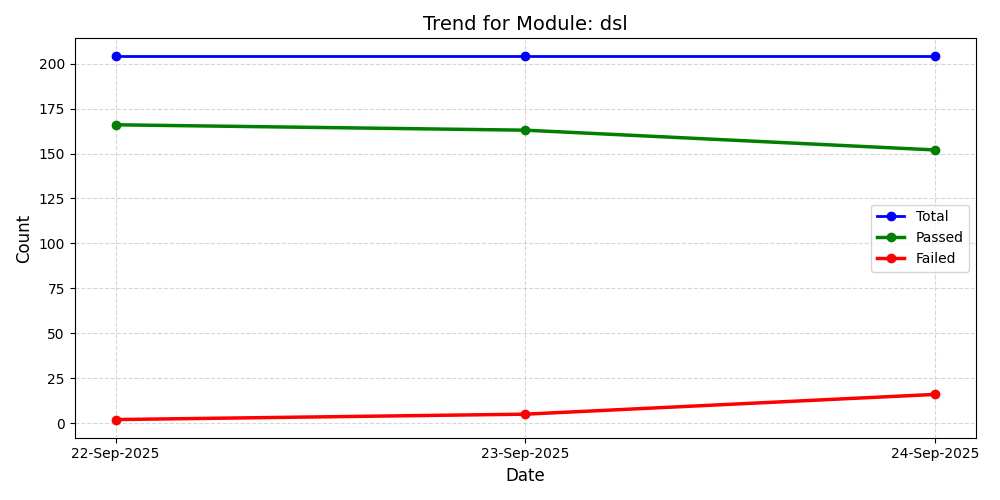 Trend for Module: dsl
200
175
150
125
100
75
50
25
0
Count
Total
Passed
Failed
22-Sep-2025
23-Sep-2025
24-Sep-2025
Date